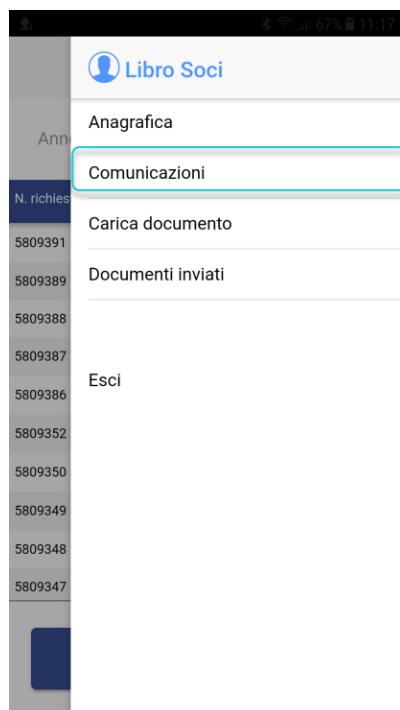 67% 11:17
Libro Soci
Anagrafica
Ann
Comunicazioni
N. richies
Carica documento
5809391
Documenti inviati
5809389
5809388
5809387
Esci
5809386
5809352
5809350
5809349
5809348
5809347